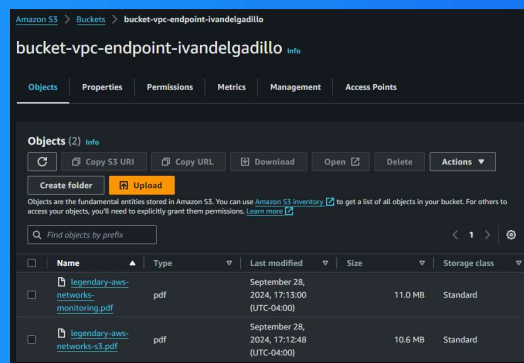 Amazon S3 > Buckets > bucket-vpc-endpoint-ivandelgadillo
bucket-vpc-endpoint-ivandelgadillo Info
Objects Properties Permissions Metrics Management Access Points
Objects (2) Info
Copy S3 URI Copy URL Download Open Delete Actions
Create folder Upload
Objects are the fundamental entities stored in Amazon S3. You can use Amazon S3 inventory to get a list of all objects in your bucket. For others to
access your objects, you'll need to explicitly grant them permissions. Learn more
Find objects by prefix < 1 >
Name Type Last modified Size Storage class
legendary-aws-
networks-
monitoring.pdf
pdf
September 28,
2024, 17:13:00
(UTC-04:00)
11.0 MB Standard
legendary-aws-
networks-s3.pdf
pdf
September 28,
2024, 17:12:48
(UTC-04:00)
10.6 MB Standard